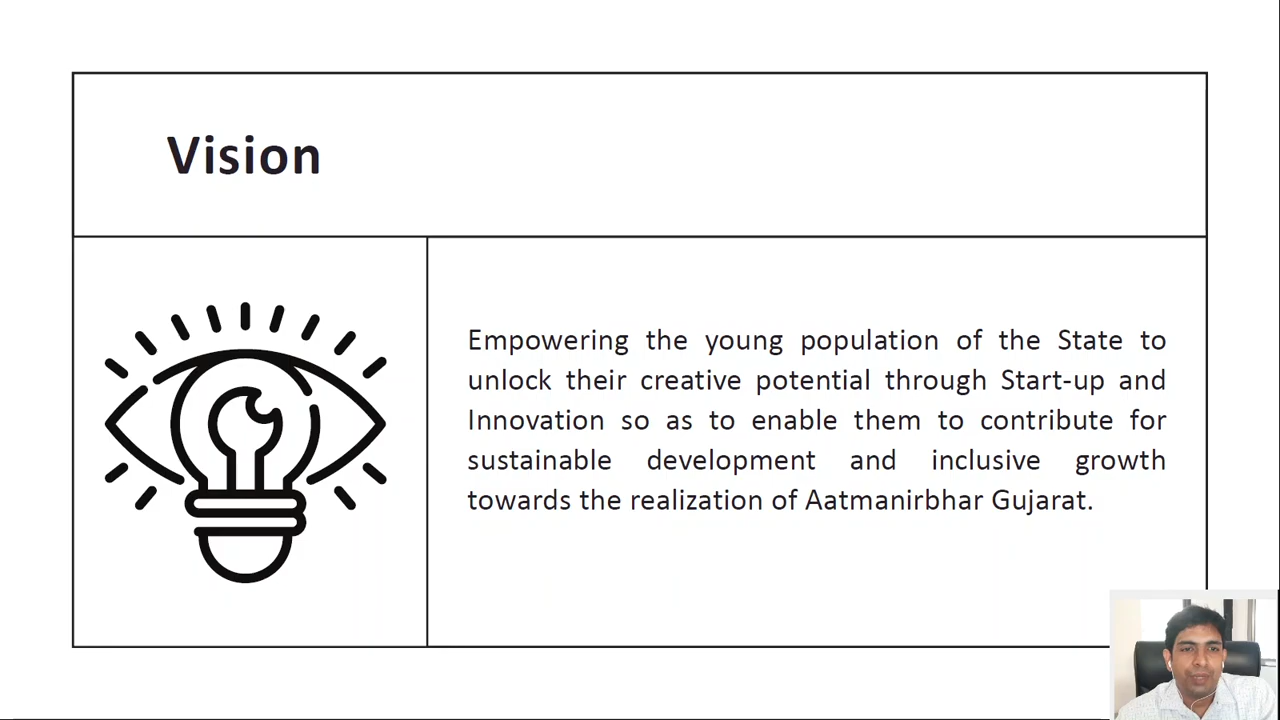 Vision
Empowering the young population of the State to
unlock their creative potential through Start-up and
Innovation so as to enable them to contribute for
sustainable development and inclusive growth
towards the realization of Aatmanirbhar Gujarat.